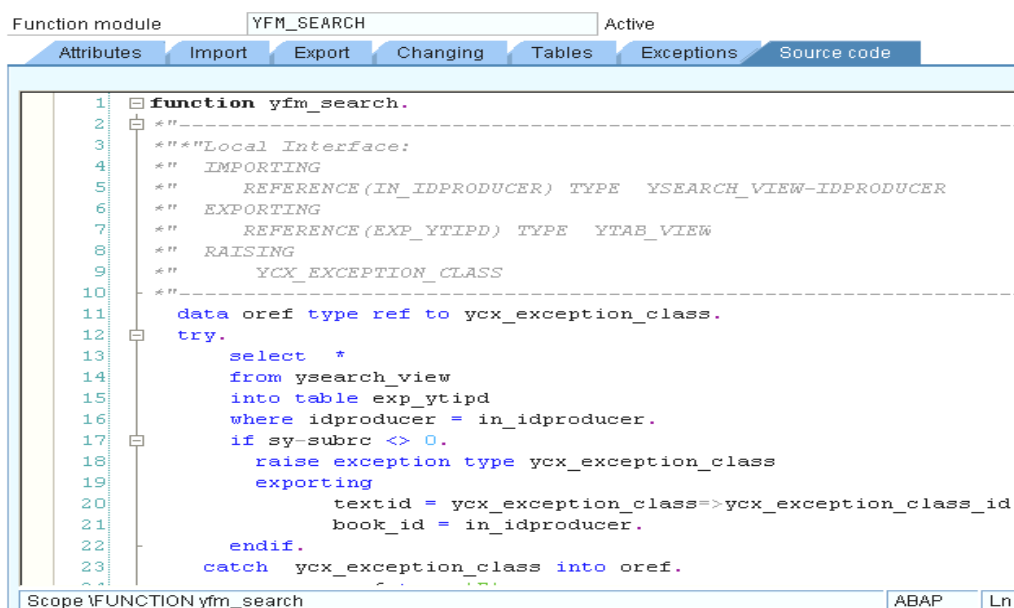 Function module YFM_SEARCH Active
Attributes Import Export Changing Tables Exceptions Source code
1 function yfm_search.
2 *"----------------------------------------------------------------------
3 *"*"Local Interface:
4 *" IMPORTING
5 *" REFERENCE(IN_IDPRODUCER) TYPE YSEARCH_VIEW-IDPRODUCER
6 *" EXPORTING
7 *" REFERENCE(EXP_YTIPD) TYPE YTAB_VIEW
8 *" RAISING
9 *" YCX_EXCEPTION_CLASS
10 *"----------------------------------------------------------------------
11 data oref type ref to ycx_exception_class.
12 try.
13 select *
14 from ysearch_view
15 into table exp_ytipd
16 where idproducer = in_idproducer.
17 if sy-subrc <> 0.
18 raise exception type ycx_exception_class
19 exporting
20 textid = ycx_exception_class=>ycx_exception_class_id
21 book_id = in_idproducer.
22 endif.
23 catch ycx_exception_class into oref.
Scope \FUNCTION yfm_search ABAP Ln